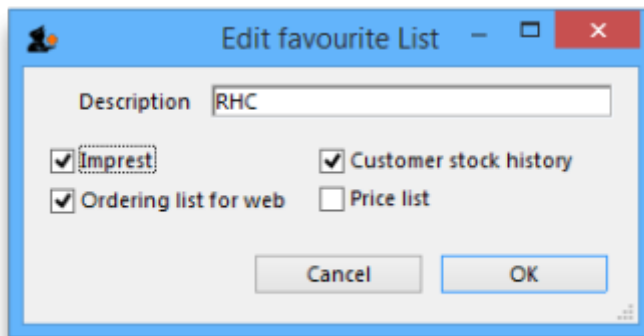 Edit favourite List
Description RHC
Imprest Customer stock history
Ordering list for web Price list
Cancel OK